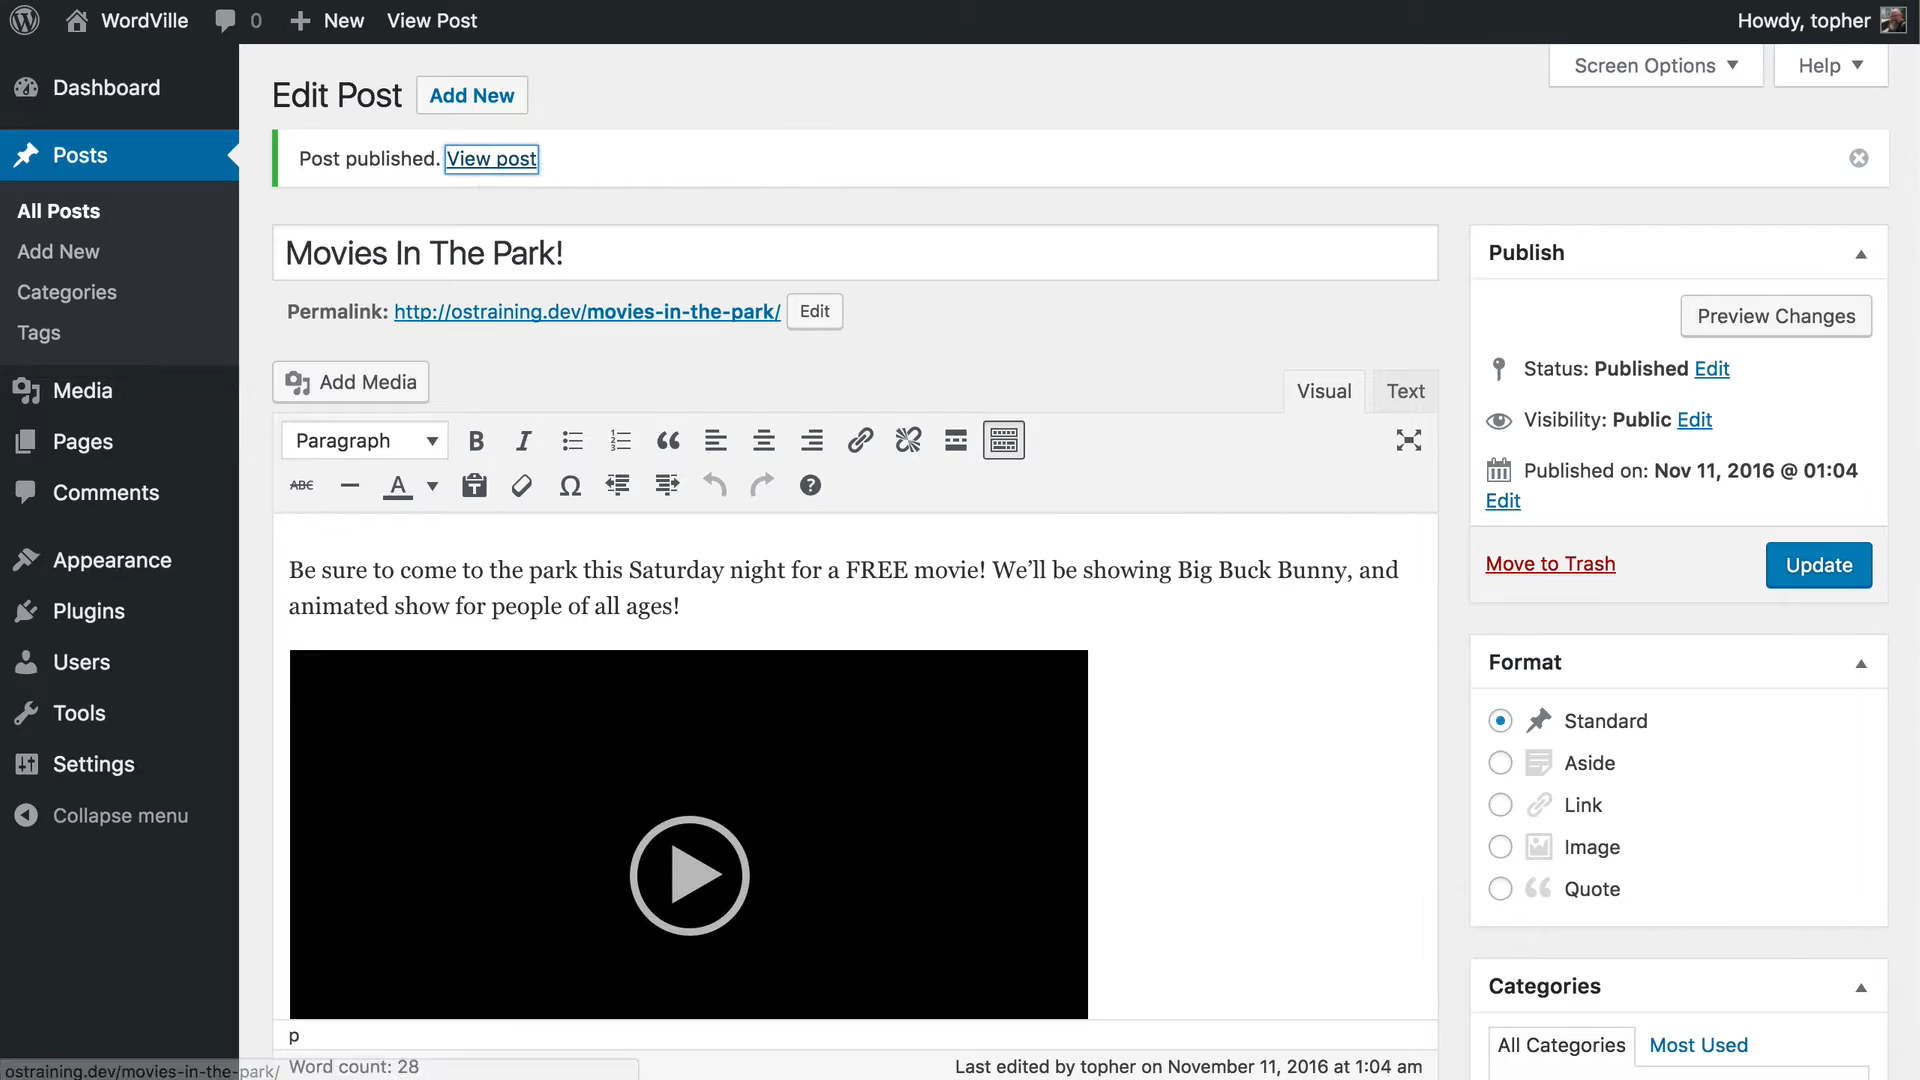 WordVille 0 New View Post Howdy, topher
Screen Options Help
Dashboard
Posts
All Posts
Add New
Categories
Tags
Media
Pages
Comments
Appearance
Plugins
Users
Tools
Settings
Collapse menu
Edit Post Add New
Post published. View post
Movies In The Park!
Permalink: http://ostraining.dev/movies-in-the-park/ Edit
Add Media
Visual Text
Paragraph B I
ABC A
Be sure to come to the park this Saturday night for a FREE movie! We’ll be showing Big Buck Bunny, and
animated show for people of all ages!
p
Word count: 28 Last edited by topher on November 11, 2016 at 1:04 am
Publish
Preview Changes
Status: Published Edit
Visibility: Public Edit
Published on: Nov 11, 2016 @ 01:04
Edit
Move to Trash Update
Format
Standard
Aside
Link
Image
Quote
Categories
All Categories Most Used
ostraining.dev/movies-in-the-park/